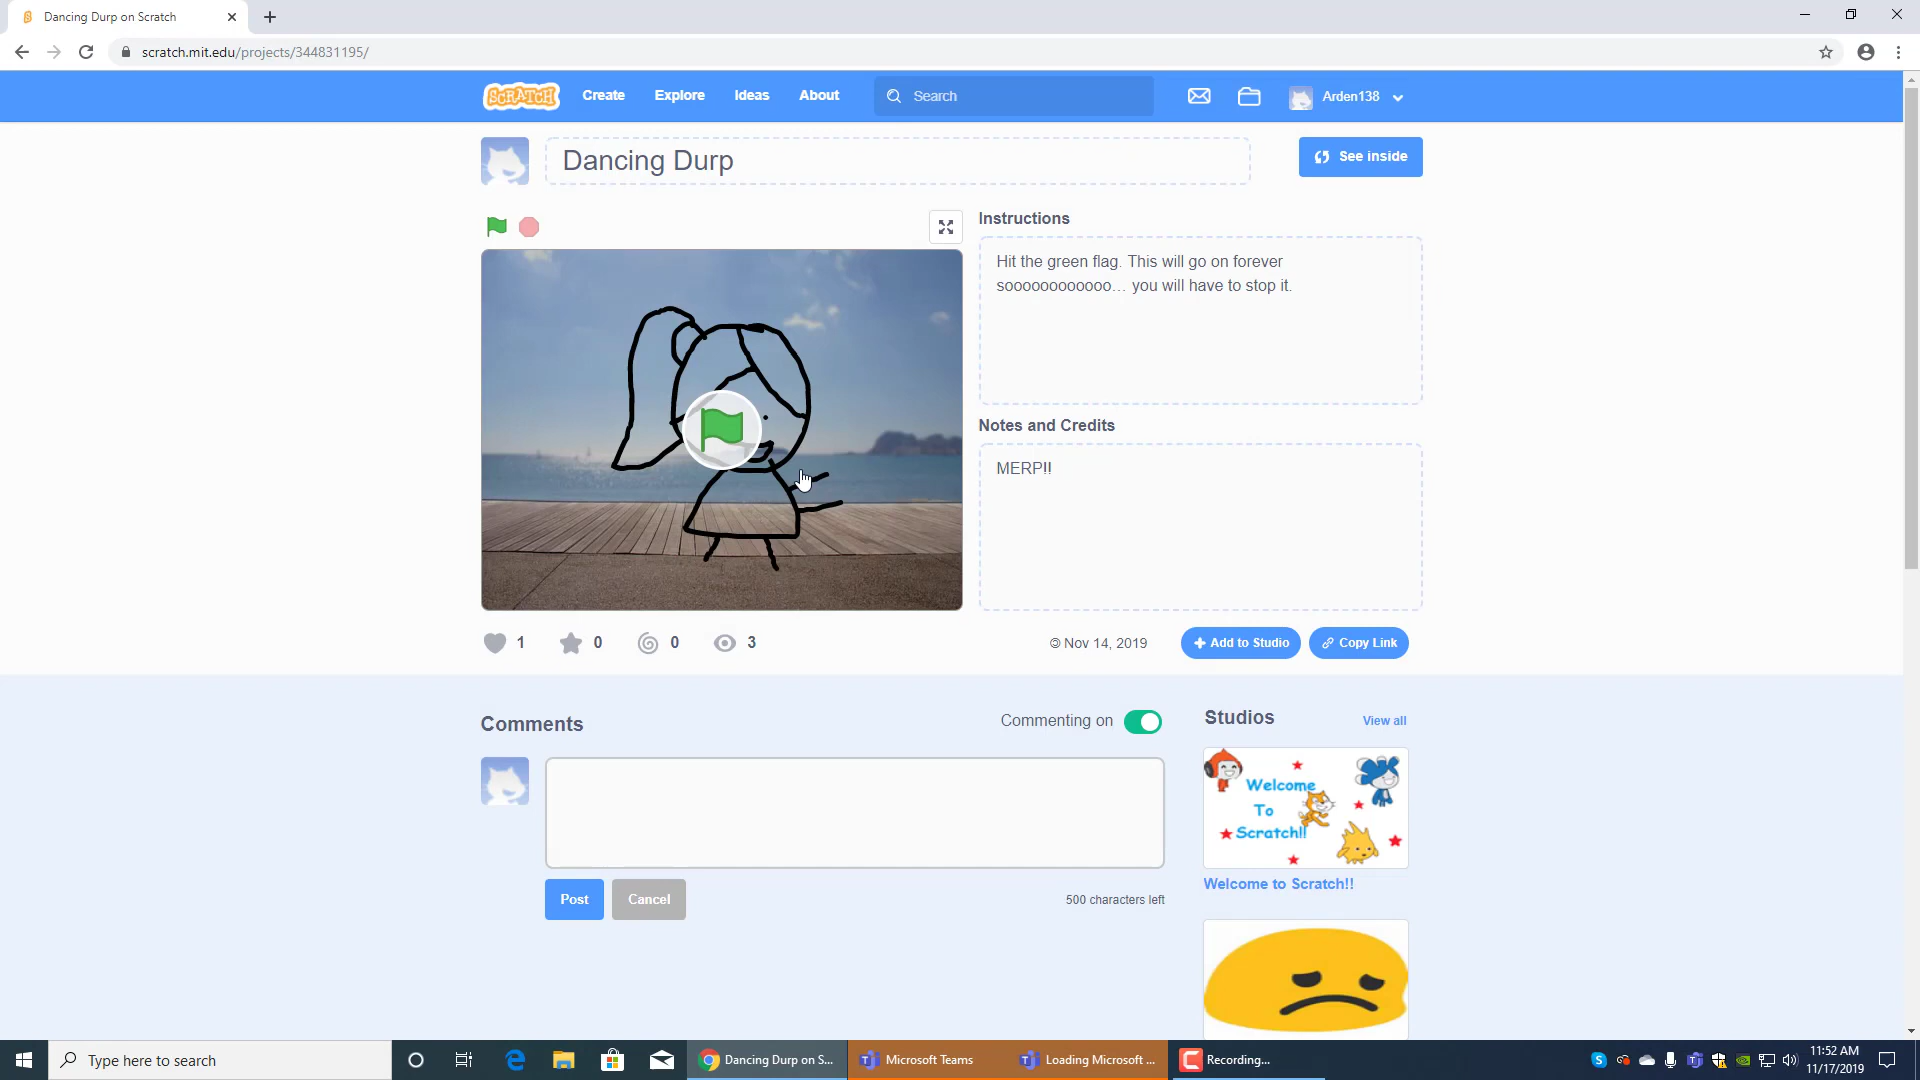 Dancing Durp on Scratch
scratch.mit.edu/projects/344831195/
SCRATCH
Create
Explore
Ideas
About
Search
Arden138
Dancing Durp
See inside
Instructions
Hit the green flag. This will go on forever
soooooooooooo... you will have to stop it.
Notes and Credits
MERP!!
1
0
0
3
© Nov 14, 2019
Add to Studio
Copy Link
Comments
Commenting on
Studios
View all
Welcome
To
Scratch!!
Welcome to Scratch!!
Post
Cancel
500 characters left
Type here to search
Dancing Durp on S...
Microsoft Teams
Loading Microsoft ...
Recording...
11:52 AM
11/17/2019